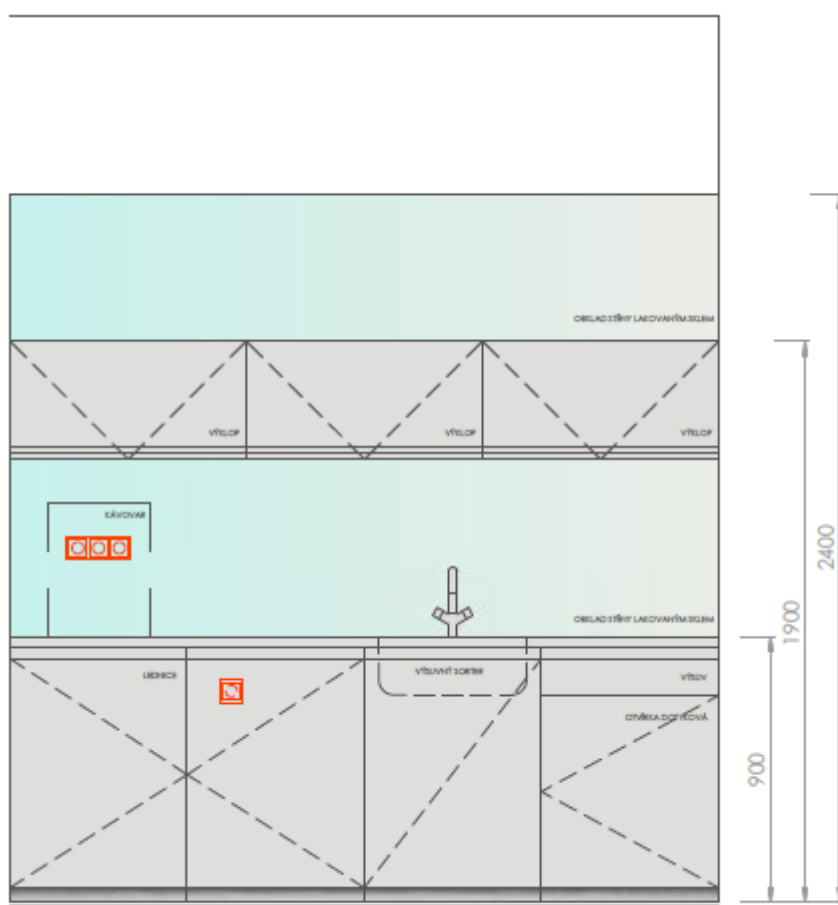 OBKLAD STĚNY LAKOVANÝM SKLEM
VÝKLOP
VÝKLOP
VÝKLOP
KÁVOVAR
OBKLAD STĚNY LAKOVANÝM SKLEM
LEDNICE
VÝSUVNÝ SORTER
VÝSUV
OTVÍRKA DOTYKOVÁ
900
1900
2400